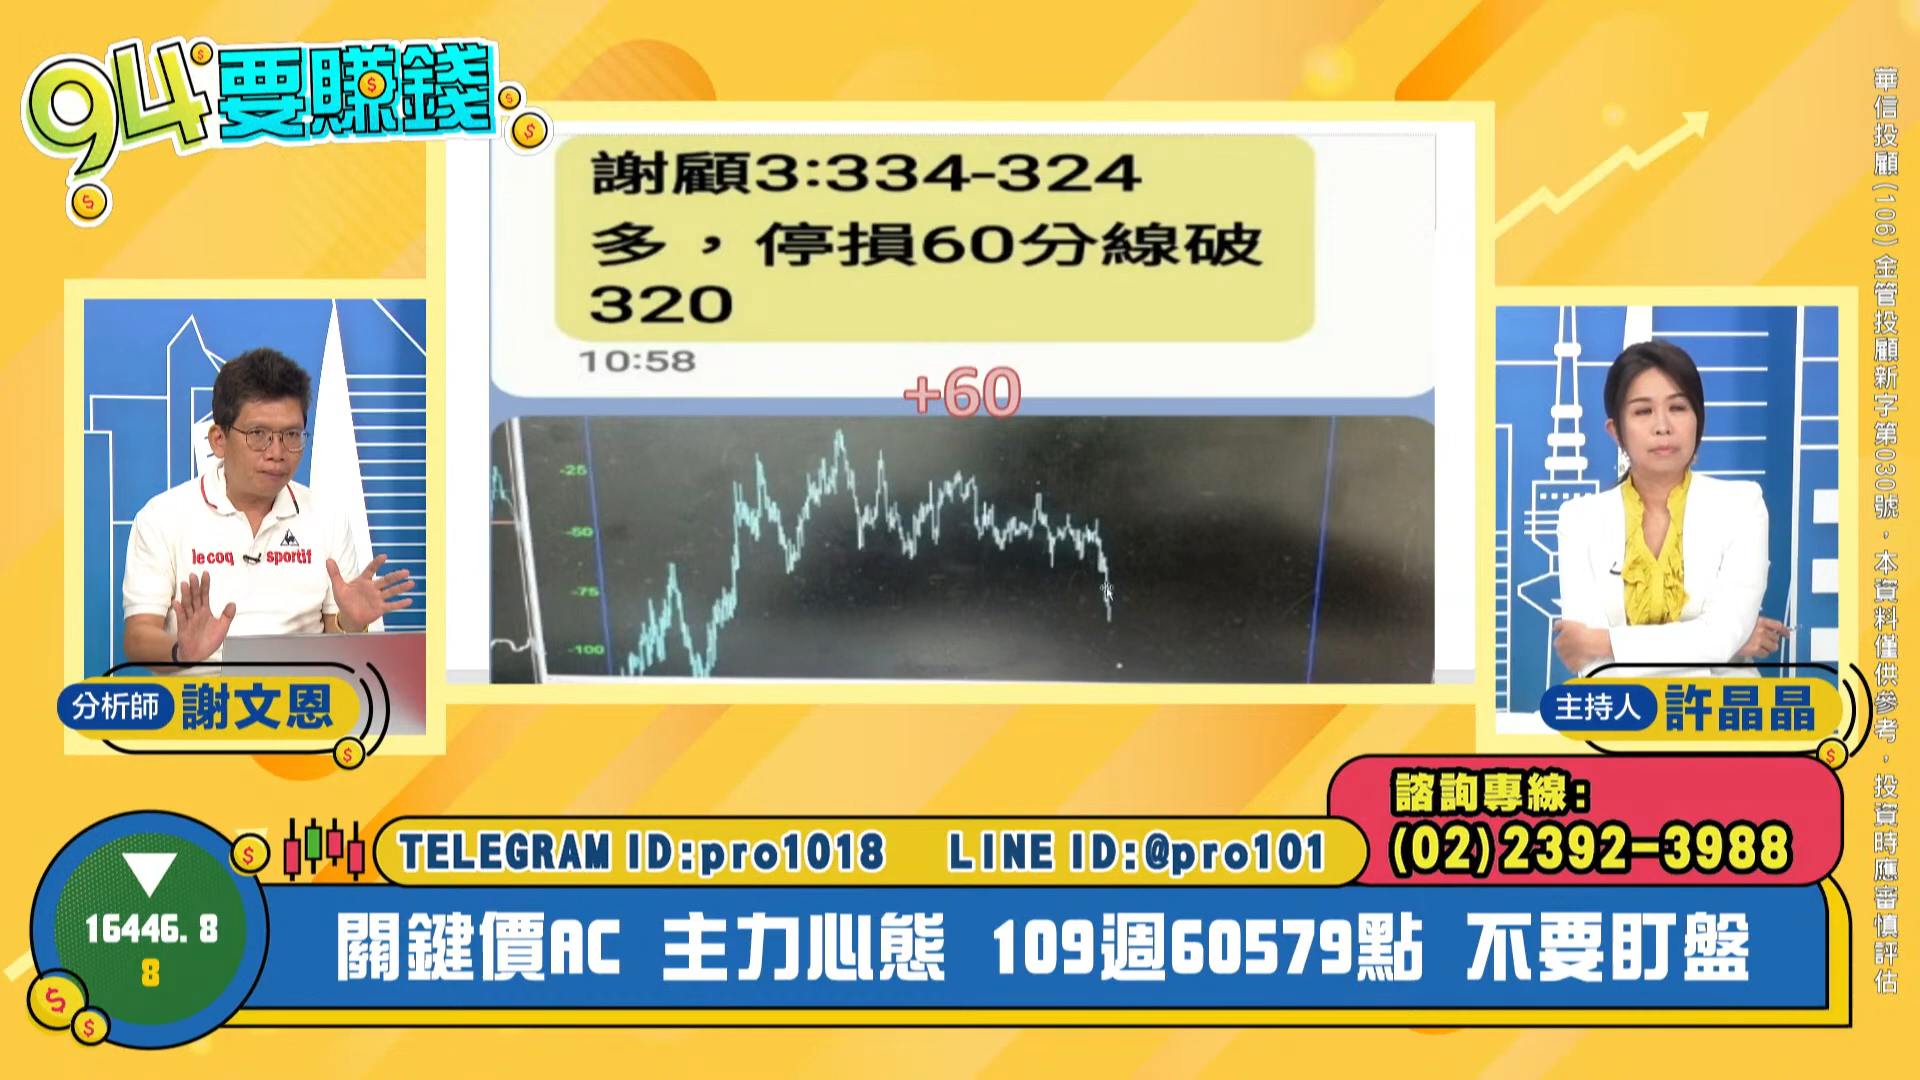 94要賺錢
謝顧3:334-324
多，停損60分線破
320
10:58
+60
-25
-50
-75
-100
le coq sportif
分析師 謝文恩
主持人 許晶晶
諮詢專線:
(02)2392-3988
TELEGRAM ID:pro1018 LINE ID:@pro101
16446.8
8
關鍵價AC 主力心態 109週60579點 不要盯盤
華信投顧(106)金管投顧新字第030號，本資料僅供參考，投資時應審慎評估